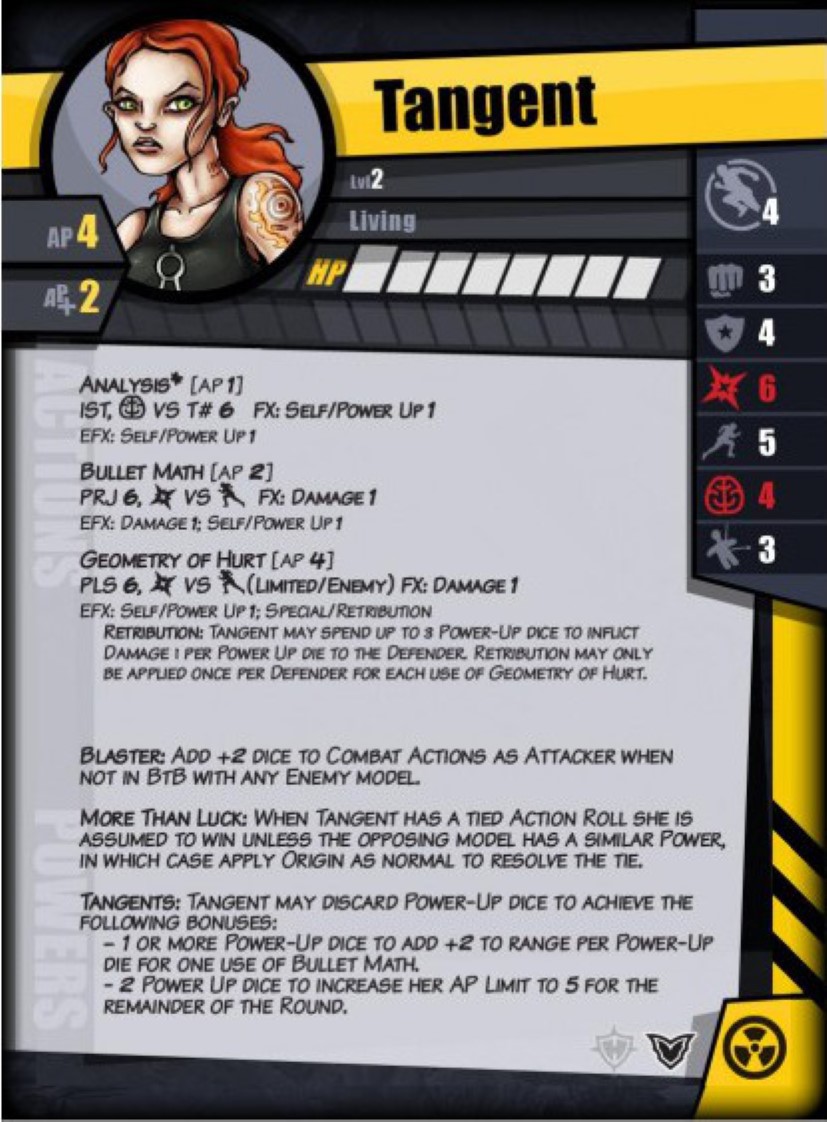 Tangent
Lvl 2
Living
AP 4
AP+ 2
HP
4
3
4
6
5
4
3
ACTIONS
ANALYSIS* [AP 1]
IST, VS T# 6 FX: SELF/POWER UP 1
EFX: SELF/POWER UP 1
BULLET MATH [AP 2]
PRJ 6, VS FX: DAMAGE 1
EFX: DAMAGE 1; SELF/POWER UP 1
GEOMETRY OF HURT [AP 4]
PLS 6, VS (LIMITED/ENEMY) FX: DAMAGE 1
EFX: SELF/POWER UP 1; SPECIAL/RETRIBUTION
RETRIBUTION: TANGENT MAY SPEND UP TO 3 POWER-UP DICE TO INFLICT
DAMAGE 1 PER POWER UP DIE TO THE DEFENDER. RETRIBUTION MAY ONLY
BE APPLIED ONCE PER DEFENDER FOR EACH USE OF GEOMETRY OF HURT.
POWERS
BLASTER: ADD +2 DICE TO COMBAT ACTIONS AS ATTACKER WHEN
NOT IN BTB WITH ANY ENEMY MODEL.
MORE THAN LUCK: WHEN TANGENT HAS A TIED ACTION ROLL SHE IS
ASSUMED TO WIN UNLESS THE OPPOSING MODEL HAS A SIMILAR POWER,
IN WHICH CASE APPLY ORIGIN AS NORMAL TO RESOLVE THE TIE.
TANGENTS: TANGENT MAY DISCARD POWER-UP DICE TO ACHIEVE THE
FOLLOWING BONUSES:
– 1 OR MORE POWER-UP DICE TO ADD +2 TO RANGE PER POWER-UP
DIE FOR ONE USE OF BULLET MATH.
- 2 POWER UP DICE TO INCREASE HER AP LIMIT TO 5 FOR THE
REMAINDER OF THE ROUND.